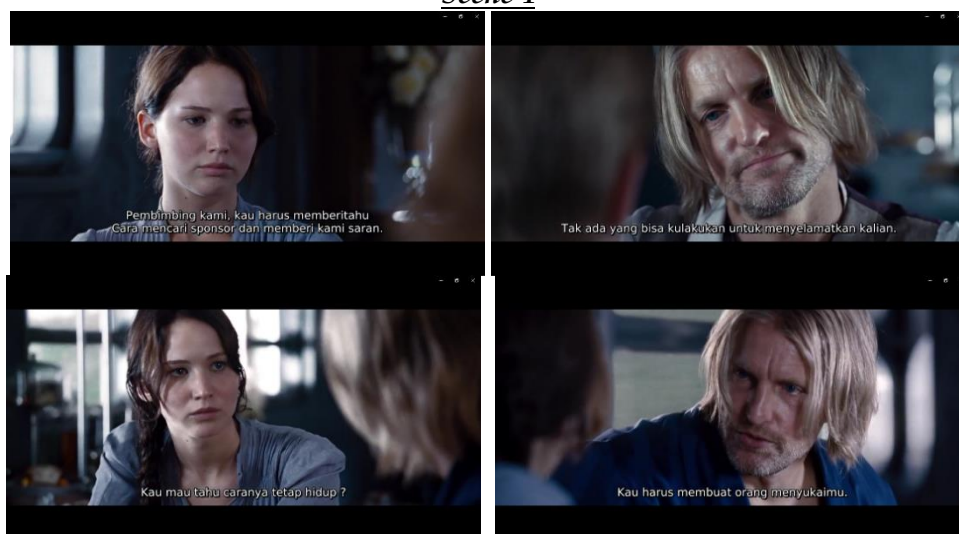 Scene 1
Pembimbing kami, kau harus memberitahu
Cara mencari sponsor dan memberi kami saran.
Tak ada yang bisa kulakukan untuk menyelamatkan kalian.
Kau mau tahu caranya tetap hidup ?
Kau harus membuat orang menyukaimu.